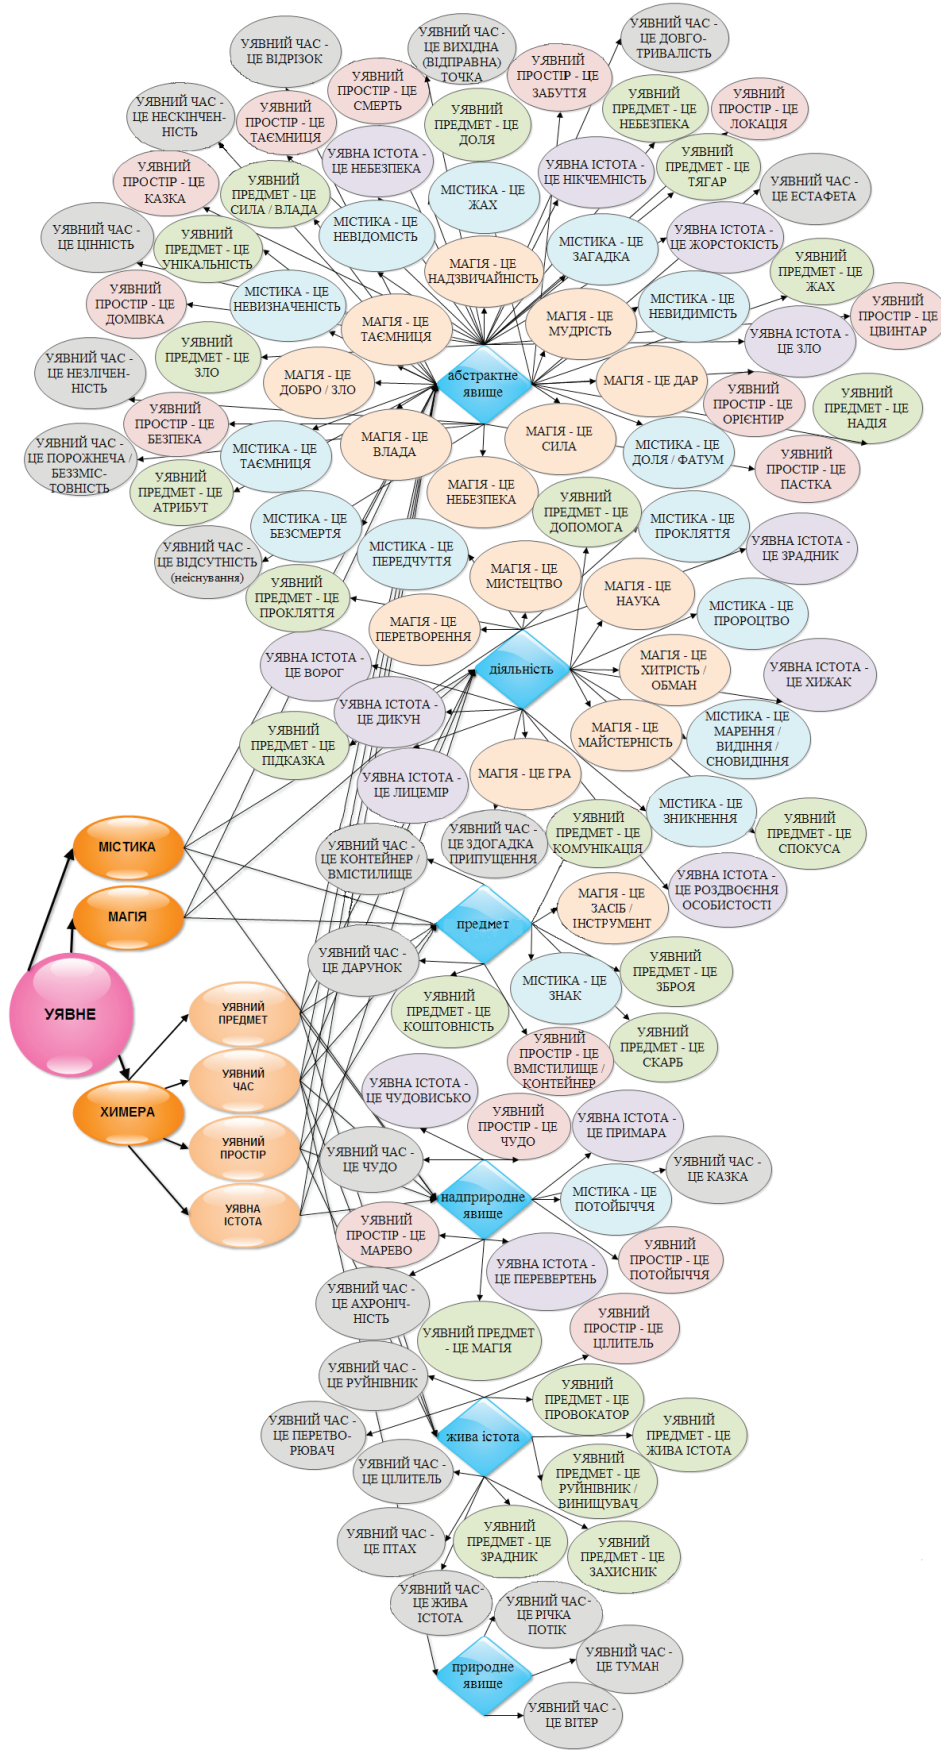 УЯВНИЙ ЧАС -
ЦЕ ДОВГО-
ТРИВАЛІСТЬ
УЯВНИЙ ЧАС -
ЦЕ ВІДРІЗОК
УЯВНИЙ ЧАС -
ЦЕ ВИХІДНА
(ВІДПРАВНА)
ТОЧКА
УЯВНИЙ
ПРОСТІР - ЦЕ
ЗАБУТТЯ
УЯВНИЙ
ПРОСТІР - ЦЕ
СМЕРТЬ
УЯВНИЙ ЧАС -
ЦЕ НЕСКІНЧЕН-
НІСТЬ
УЯВНИЙ
ПРОСТІР - ЦЕ
ТАЄМНИЦЯ
УЯВНИЙ
ПРЕДМЕТ - ЦЕ
ДОЛЯ
УЯВНИЙ
ПРЕДМЕТ - ЦЕ
НЕБЕЗПЕКА
УЯВНИЙ
ПРОСТІР - ЦЕ
ЛОКАЦІЯ
УЯВНА ІСТОТА -
ЦЕ НЕБЕЗПЕКА
УЯВНА ІСТОТА -
ЦЕ НІКЧЕМНІСТЬ
УЯВНИЙ
ПРЕДМЕТ - ЦЕ
ТЯГАР
УЯВНИЙ
ПРОСТІР - ЦЕ
КАЗКА
УЯВНИЙ
ПРЕДМЕТ - ЦЕ
СИЛА / ВЛАДА
МІСТИКА - ЦЕ
ЖАХ
УЯВНИЙ ЧАС -
ЦЕ ЕСТАФЕТА
УЯВНИЙ ЧАС -
ЦЕ ЦІННІСТЬ
УЯВНИЙ
ПРЕДМЕТ - ЦЕ
УНІКАЛЬНІСТЬ
МІСТИКА - ЦЕ
НЕВІДОМІСТЬ
МІСТИКА - ЦЕ
ЗАГАДКА
УЯВНА ІСТОТА -
ЦЕ ЖОРСТОКІСТЬ
МАГІЯ - ЦЕ
НАДЗВИЧАЙНІСТЬ
УЯВНИЙ
ПРЕДМЕТ - ЦЕ
ЖАХ
УЯВНИЙ
ПРОСТІР - ЦЕ
ДОМІВКА
МІСТИКА - ЦЕ
НЕВИЗНАЧЕНІСТЬ
МАГІЯ - ЦЕ
ТАЄМНИЦЯ
МАГІЯ - ЦЕ
МУДРІСТЬ
МІСТИКА - ЦЕ
НЕВИДИМІСТЬ
УЯВНИЙ
ПРОСТІР - ЦЕ
ЦВИНТАР
УЯВНИЙ ЧАС -
ЦЕ НЕЗЛІЧЕН-
НІСТЬ
УЯВНИЙ
ПРЕДМЕТ - ЦЕ
ЗЛО
УЯВНА ІСТОТА -
ЦЕ ЗЛО
МАГІЯ - ЦЕ
ДОБРО / ЗЛО
абстрактне
явище
МАГІЯ - ЦЕ ДАР
УЯВНИЙ
ПРОСТІР - ЦЕ
ОРІЄНТИР
УЯВНИЙ
ПРЕДМЕТ - ЦЕ
НАДІЯ
УЯВНИЙ
ПРОСТІР - ЦЕ
БЕЗПЕКА
УЯВНИЙ ЧАС -
ЦЕ ПОРОЖНЕЧА /
БЕЗЗМІС-
ТОВНІСТЬ
МІСТИКА - ЦЕ
ТАЄМНИЦЯ
МАГІЯ - ЦЕ
ВЛАДА
МАГІЯ - ЦЕ
СИЛА
МІСТИКА - ЦЕ
ДОЛЯ / ФАТУМ
УЯВНИЙ
ПРОСТІР - ЦЕ
ПАСТКА
УЯВНИЙ
ПРЕДМЕТ - ЦЕ
АТРИБУТ
МАГІЯ - ЦЕ
НЕБЕЗПЕКА
УЯВНИЙ
ПРЕДМЕТ - ЦЕ
ДОПОМОГА
МІСТИКА - ЦЕ
БЕЗСМЕРТЯ
МІСТИКА - ЦЕ
ПРОКЛЯТТЯ
УЯВНИЙ ЧАС -
ЦЕ ВІДСУТНІСТЬ
(неіснування)
МІСТИКА - ЦЕ
ПЕРЕДЧУТТЯ
УЯВНА ІСТОТА -
ЦЕ ЗРАДНИК
УЯВНИЙ
ПРЕДМЕТ - ЦЕ
ПРОКЛЯТТЯ
МАГІЯ - ЦЕ
МИСТЕЦТВО
МАГІЯ - ЦЕ
НАУКА
МІСТИКА - ЦЕ
ПРОРОЦТВО
МАГІЯ - ЦЕ
ПЕРЕТВОРЕННЯ
УЯВНА ІСТОТА -
ЦЕ ВОРОГ
діяльність
МАГІЯ - ЦЕ
ХИТРІСТЬ /
ОБМАН
УЯВНА ІСТОТА -
ЦЕ ХИЖАК
УЯВНА ІСТОТА -
ЦЕ ДИКУН
УЯВНИЙ
ПРЕДМЕТ - ЦЕ
ПІДКАЗКА
МАГІЯ - ЦЕ
МАЙСТЕРНІСТЬ
МІСТИКА - ЦЕ
МАРЕННЯ /
ВИДІННЯ /
СНОВИДІННЯ
УЯВНА ІСТОТА -
ЦЕ ЛИЦЕМІР
МАГІЯ - ЦЕ ГРА
МІСТИКА - ЦЕ
ЗНИКНЕННЯ
УЯВНИЙ
ПРЕДМЕТ - ЦЕ
СПОКУСА
МІСТИКА
УЯВНИЙ ЧАС -
ЦЕ КОНТЕЙНЕР /
ВМІСТИЛИЩЕ
УЯВНИЙ ЧАС -
ЦЕ ЗДОГАДКА
ПРИПУЩЕННЯ
УЯВНИЙ
ПРЕДМЕТ - ЦЕ
КОМУНІКАЦІЯ
УЯВНА ІСТОТА -
ЦЕ РОЗДВОЄННЯ
ОСОБИСТОСТІ
МАГІЯ
предмет
МАГІЯ - ЦЕ
ЗАСІБ /
ІНСТРУМЕНТ
УЯВНИЙ ЧАС -
ЦЕ ДАРУНОК
УЯВНИЙ
ПРЕДМЕТ - ЦЕ
ЗБРОЯ
МІСТИКА - ЦЕ
ЗНАК
УЯВНЕ
УЯВНИЙ
ПРЕДМЕТ
УЯВНИЙ
ПРЕДМЕТ - ЦЕ
КОШТОВНІСТЬ
УЯВНИЙ
ПРЕДМЕТ - ЦЕ
СКАРБ
УЯВНИЙ
ПРОСТІР - ЦЕ
ВМІСТИЛИЩЕ /
КОНТЕЙНЕР
УЯВНИЙ
ЧАС
УЯВНА ІСТОТА -
ЦЕ ЧУДОВИСЬКО
ХИМЕРА
УЯВНИЙ
ПРОСТІР - ЦЕ
ЧУДО
УЯВНА ІСТОТА -
ЦЕ ПРИМАРА
УЯВНИЙ
ПРОСТІР
УЯВНИЙ ЧАС -
ЦЕ ЧУДО
УЯВНИЙ ЧАС -
ЦЕ КАЗКА
УЯВНА
ІСТОТА
надприродне
явище
МІСТИКА - ЦЕ
ПОТОЙБІЧЧЯ
УЯВНИЙ
ПРОСТІР - ЦЕ
МАРЕВО
УЯВНА ІСТОТА -
ЦЕ ПЕРЕВЕРТЕНЬ
УЯВНИЙ
ПРОСТІР - ЦЕ
ПОТОЙБІЧЧЯ
УЯВНИЙ ЧАС -
ЦЕ АХРОНІЧ-
НІСТЬ
УЯВНИЙ ПРЕДМЕТ
- ЦЕ МАГІЯ
УЯВНИЙ
ПРОСТІР - ЦЕ
ЦІЛИТЕЛЬ
УЯВНИЙ ЧАС -
ЦЕ РУЙНІВНИК
УЯВНИЙ
ПРЕДМЕТ - ЦЕ
ПРОВОКАТОР
УЯВНИЙ ЧАС -
ЦЕ ПЕРЕТВО-
РЮВАЧ
жива істота
УЯВНИЙ
ПРЕДМЕТ - ЦЕ
ЖИВА ІСТОТА
УЯВНИЙ ЧАС -
ЦЕ ЦІЛИТЕЛЬ
УЯВНИЙ
ПРЕДМЕТ - ЦЕ
РУЙНІВНИК /
ВИНИЩУВАЧ
УЯВНИЙ ЧАС -
ЦЕ ПТАХ
УЯВНИЙ
ПРЕДМЕТ - ЦЕ
ЗРАДНИК
УЯВНИЙ
ПРЕДМЕТ - ЦЕ
ЗАХИСНИК
УЯВНИЙ ЧАС-
ЦЕ ЖИВА
ІСТОТА
УЯВНИЙ ЧАС-
ЦЕ РІЧКА
ПОТІК
природне
явище
УЯВНИЙ ЧАС -
ЦЕ ТУМАН
УЯВНИЙ ЧАС -
ЦЕ ВІТЕР